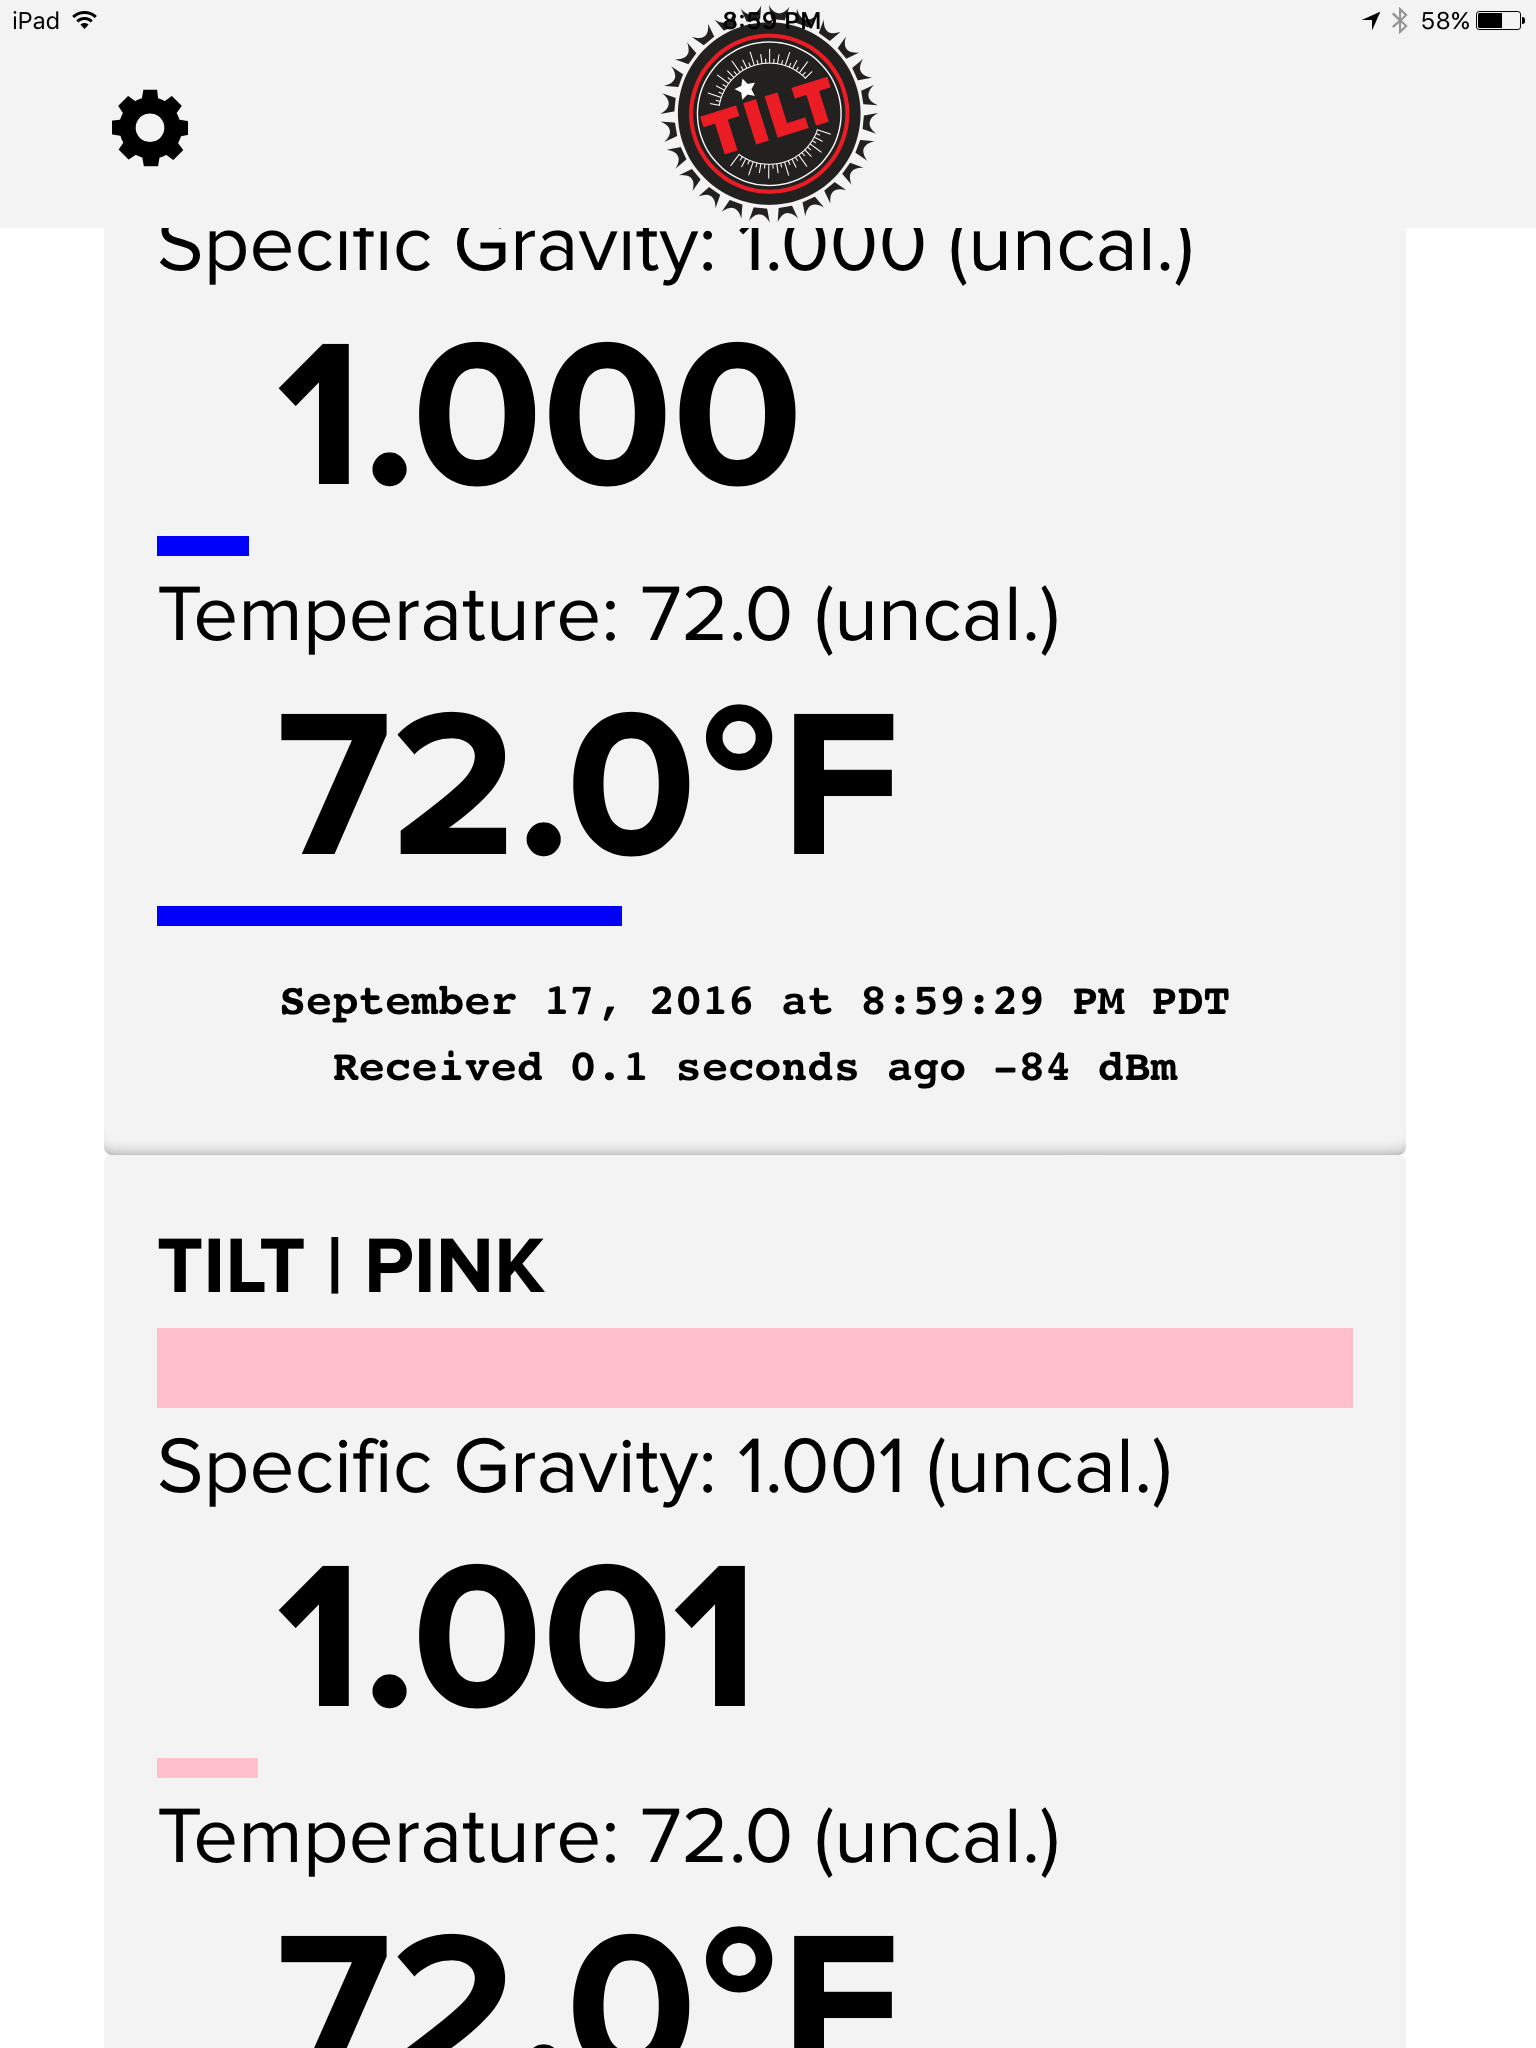 iPad 8:59 PM 58%
TILT
Specific Gravity: 1.000 (uncal.)
1.000
Temperature: 72.0 (uncal.)
72.0°F
September 17, 2016 at 8:59:29 PM PDT
Received 0.1 seconds ago -84 dBm
TILT | PINK
Specific Gravity: 1.001 (uncal.)
1.001
Temperature: 72.0 (uncal.)
72.0°F